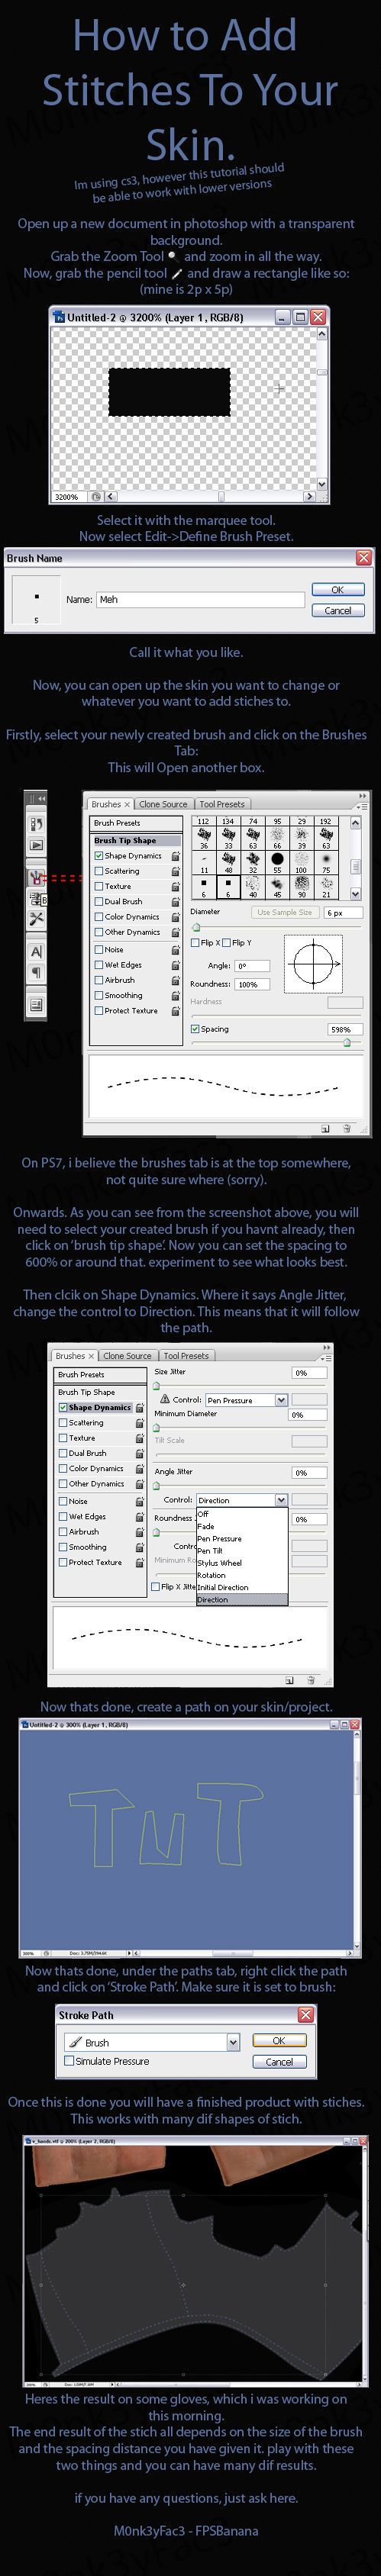 How to Add
Stitches To Your
Skin.
Im using cs3, however this tutorial should
be able to work with lower versions
Open up a new document in photoshop with a transparent
background.
Grab the Zoom Tool and zoom in all the way.
Now, grab the pencil tool and draw a rectangle like so:
(mine is 2p x 5p)
Untitled-2 @ 3200% (Layer 1, RGB/8)
3200%
Select it with the marquee tool.
Now select Edit->Define Brush Preset.
Brush Name
Name: Meh
OK
5
Cancel
Call it what you like.
Now, you can open up the skin you want to change or
whatever you want to add stiches to.
Firstly, select your newly created brush and click on the Brushes
Tab:
This will Open another box.
Brushes × Clone Source Tool Presets
Brush Presets
Brush Tip Shape
Shape Dynamics
Scattering
Texture
Dual Brush
Color Dynamics
Other Dynamics
Noise
Wet Edges
Airbrush
Smoothing
Protect Texture
112 134 74 95 29 192
36 33 63 66 39 63
11 48 32 55 100 75
6 6 40 45 90 21
Diameter Use Sample Size 6 px
Flip X Flip Y
Angle: 0°
Roundness: 100%
Hardness
Spacing 598%
On PS7, i believe the brushes tab is at the top somewhere,
not quite sure where (sorry).
Onwards. As you can see from the screenshot above, you will
need to select your created brush if you havnt already, then
click on 'brush tip shape'. Now you can set the spacing to
600% or around that. experiment to see what looks best.
Then clcik on Shape Dynamics. Where it says Angle Jitter,
change the control to Direction. This means that it will follow
the path.
Brushes × Clone Source Tool Presets
Brush Presets
Brush Tip Shape
Shape Dynamics
Scattering
Texture
Dual Brush
Color Dynamics
Other Dynamics
Noise
Wet Edges
Airbrush
Smoothing
Protect Texture
Size Jitter 0%
Control: Pen Pressure
Minimum Diameter 0%
Tilt Scale
Angle Jitter 0%
Control: Direction
Off
Fade
Pen Pressure
Pen Tilt
Stylus Wheel
Rotation
Initial Direction
Direction
Roundness 0%
Contro
Minimum Ro
Flip X Jitte
Now thats done, create a path on your skin/project.
Untitled-2 @ 300% (Layer 1, RGB/8)
TUT
300%
Now thats done, under the paths tab, right click the path
and click on 'Stroke Path'. Make sure it is set to brush:
Stroke Path
Brush
OK
Simulate Pressure
Cancel
Once this is done you will have a finished product with stiches.
This works with many dif shapes of stich.
v_hands.vtf @ 200% (Layer 2, RGB/8)
200%
Heres the result on some gloves, which i was working on
this morning.
The end result of the stich all depends on the size of the brush
and the spacing distance you have given it. play with these
two things and you can have many dif results.
if you have any questions, just ask here.
M0nk3yFac3 - FPSBanana